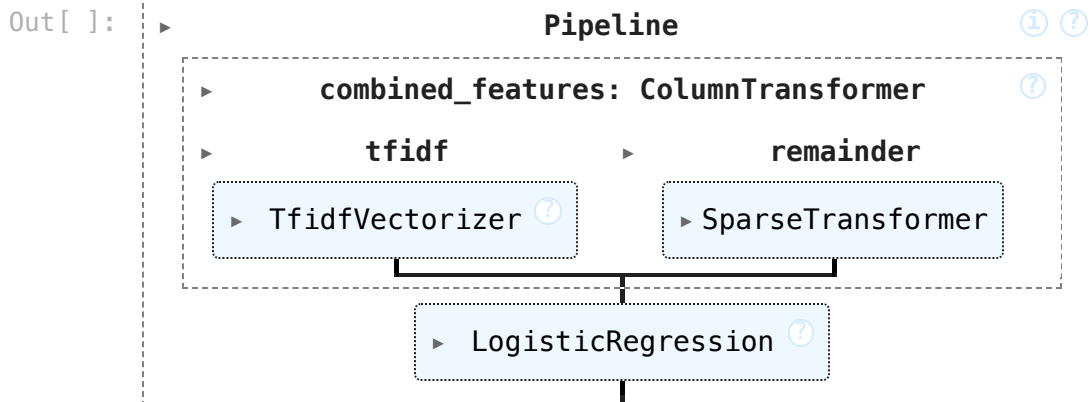 Out[ ]:
▸ Pipeline i ?
▸ combined_features: ColumnTransformer ?
▸ tfidf ▸ remainder
▸ TfidfVectorizer ? ▸ SparseTransformer
▸ LogisticRegression ?